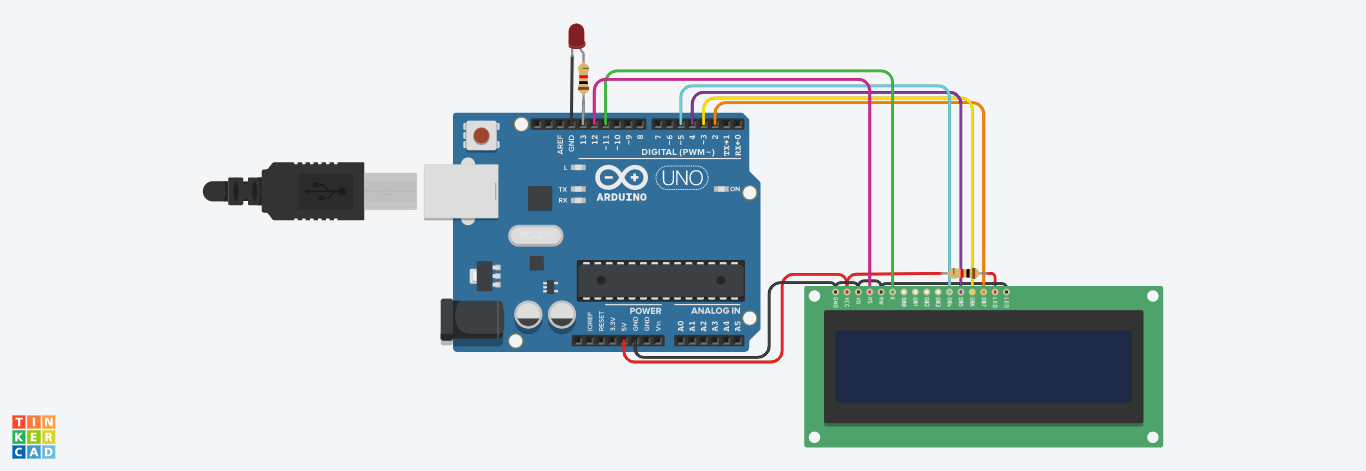 AREF
GND
13
12
~11
~10
~9
8
7
~6
~5
4
~3
2
TX→1
RX←0
DIGITAL (PWM~)
L
TX
RX
ARDUINO
UNO
ON
IOREF
RESET
3.3V
5V
GND
GND
Vin
POWER
ANALOG IN
A0
A1
A2
A3
A4
A5
GND
VCC
V0
RS
RW
E
DB0
DB1
DB2
DB3
DB4
DB5
DB6
DB7
LED
LED
TIN
KER
CAD